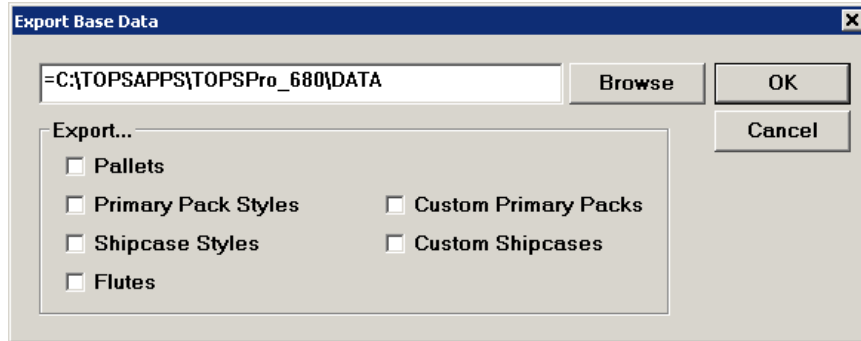 Export Base Data
=C:\TOPSAPPS\TOPSPro_680\DATA
Browse
OK
Cancel
Export...
Pallets
Primary Pack Styles
Custom Primary Packs
Shipcase Styles
Custom Shipcases
Flutes